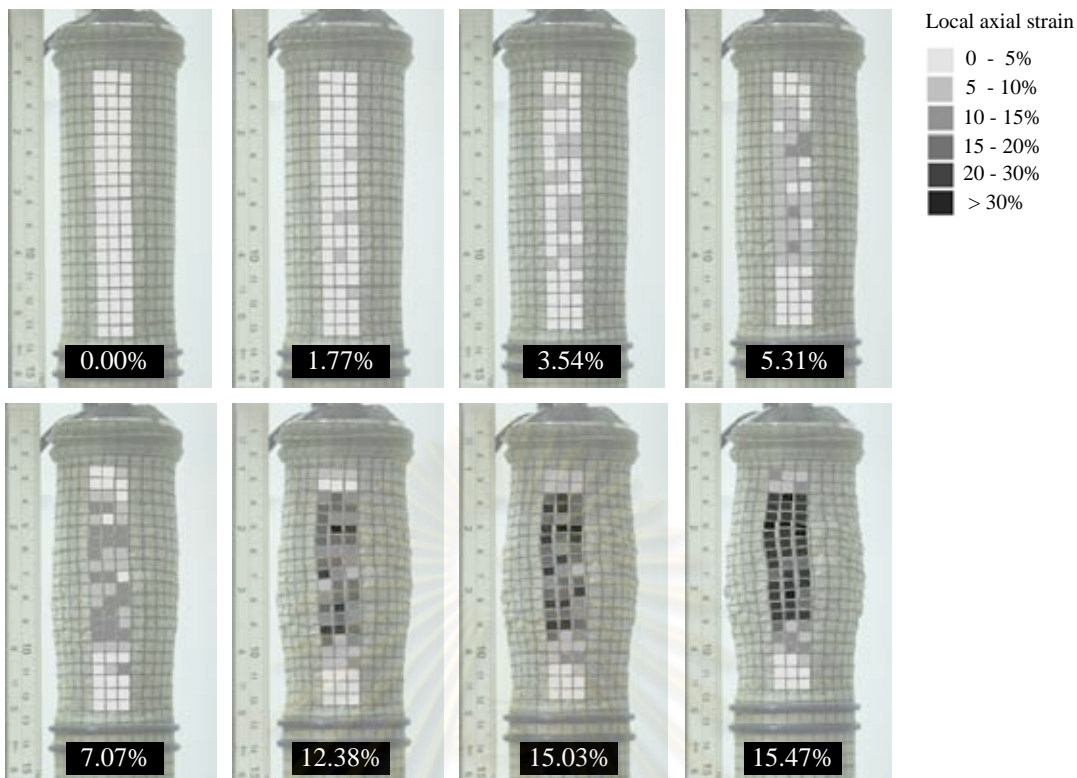 Local axial strain
0 - 5%
5 - 10%
10 - 15%
15 - 20%
20 - 30%
> 30%
0.00%
1.77%
3.54%
5.31%
7.07%
12.38%
15.03%
15.47%